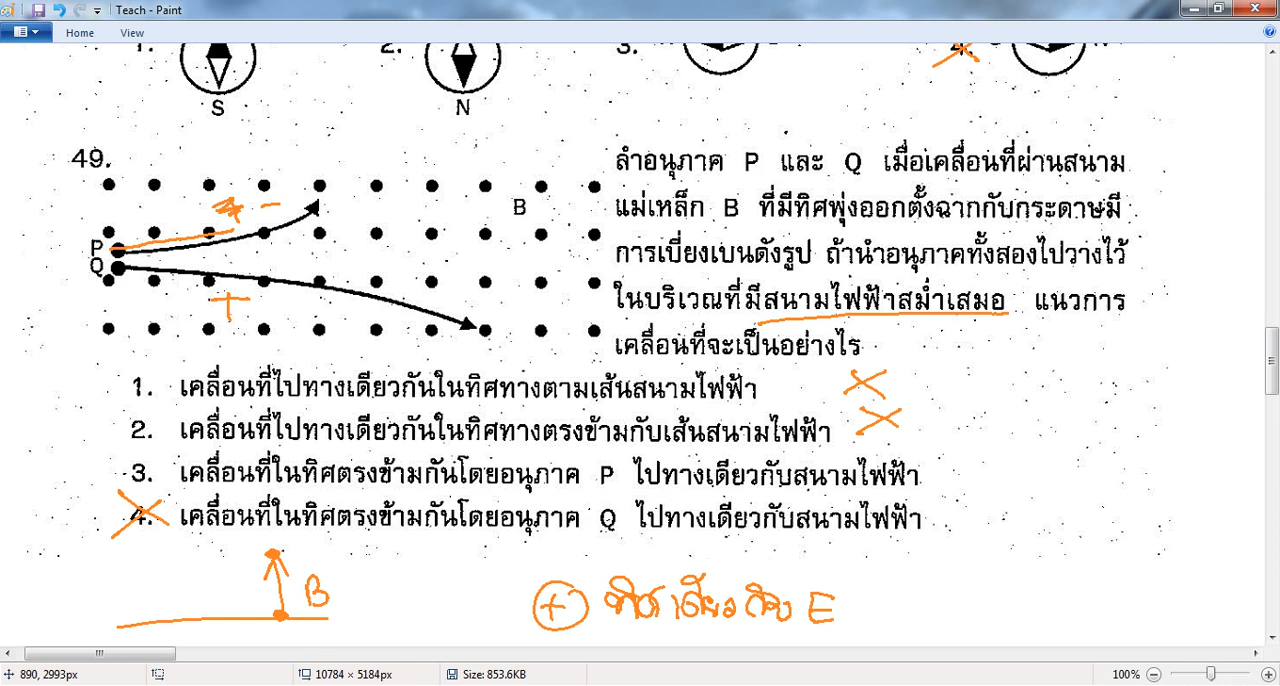 Teach - Paint
Home View
1. 2. 3. 4.
S N
49.
P
Q
B
-
+
ลำอนุภาค P และ Q เมื่อเคลื่อนที่ผ่านสนาม
แม่เหล็ก B ที่มีทิศพุ่งออกตั้งฉากกับกระดาษมี
การเบี่ยงเบนดังรูป ถ้านำอนุภาคทั้งสองไปวางไว้
ในบริเวณที่มีสนามไฟฟ้าสม่ำเสมอ แนวการ
เคลื่อนที่จะเป็นอย่างไร
1. เคลื่อนที่ไปทางเดียวกันในทิศทางตามเส้นสนามไฟฟ้า
2. เคลื่อนที่ไปทางเดียวกันในทิศทางตรงข้ามกับเส้นสนามไฟฟ้า
3. เคลื่อนที่ในทิศตรงข้ามกันโดยอนุภาค P ไปทางเดียวกับสนามไฟฟ้า
4. เคลื่อนที่ในทิศตรงข้ามกันโดยอนุภาค Q ไปทางเดียวกับสนามไฟฟ้า
B
+ ทิศเดียวกับ E
890, 2993px
10784 × 5184px
Size: 853.6KB
100%